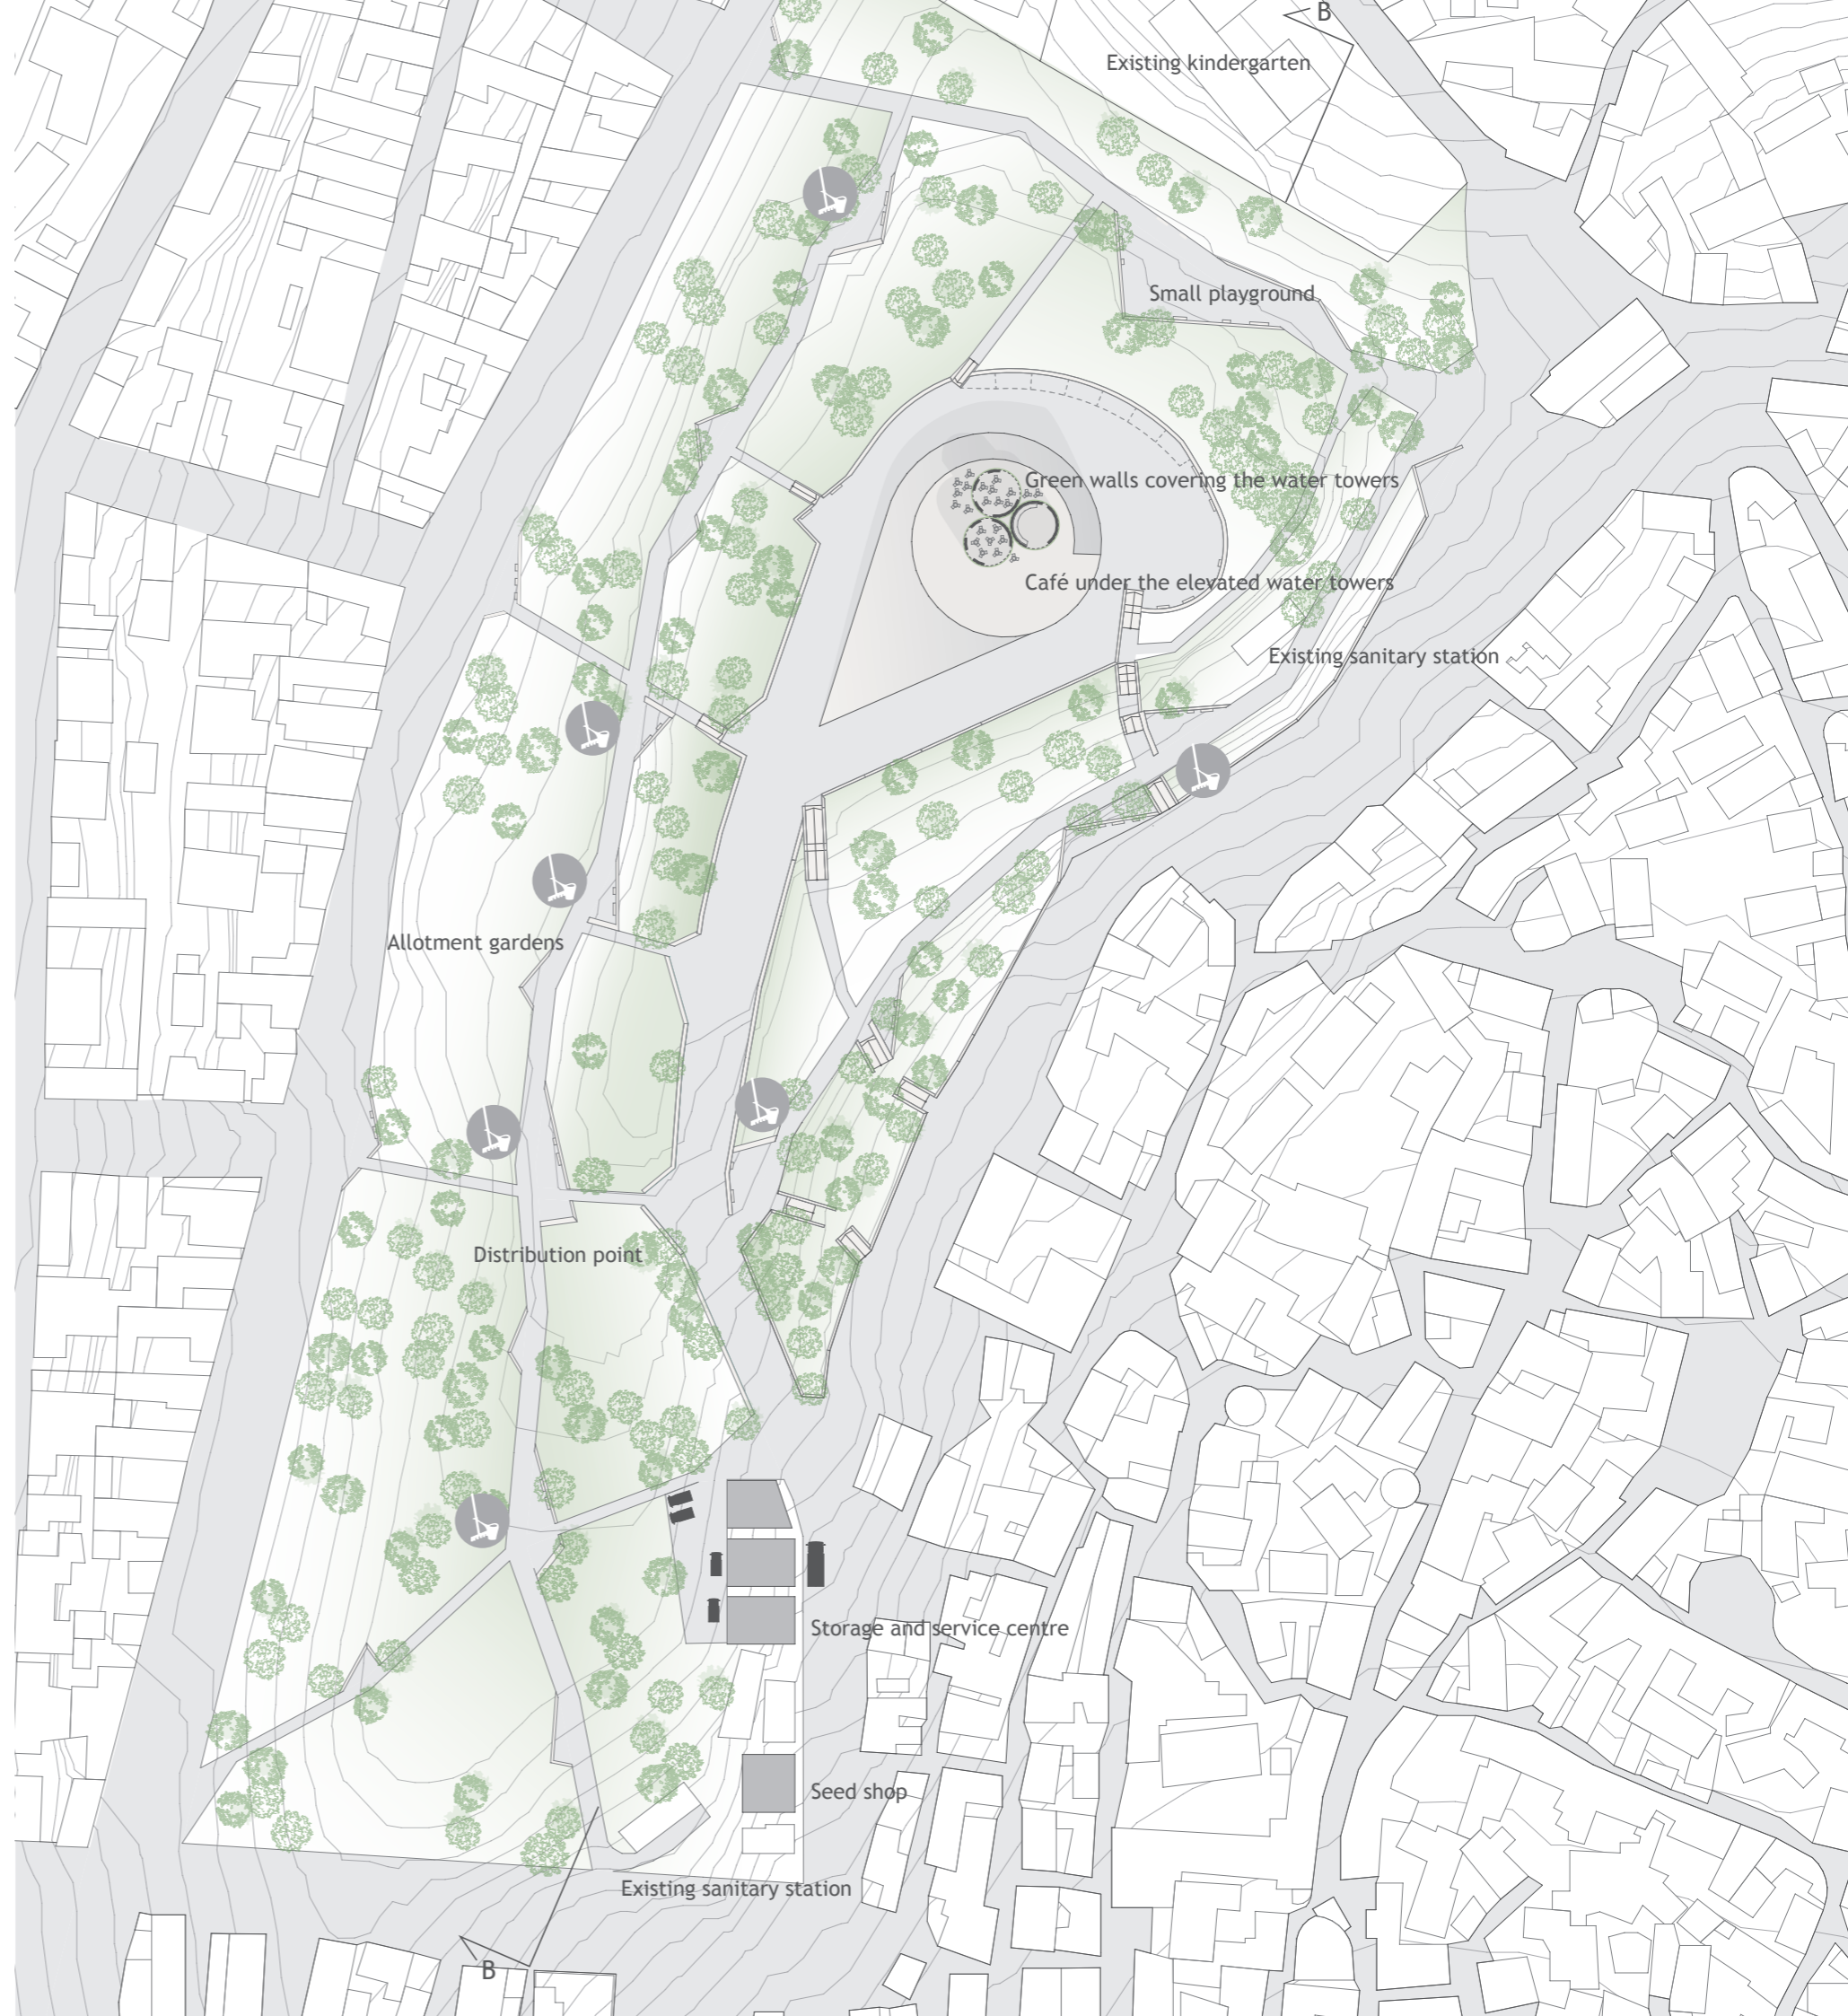 B
Existing kindergarten
Small playground
Green walls covering the water towers
Café under the elevated water towers
Existing sanitary station
Allotment gardens
Distribution point
Storage and service centre
Seed shop
Existing sanitary station
B